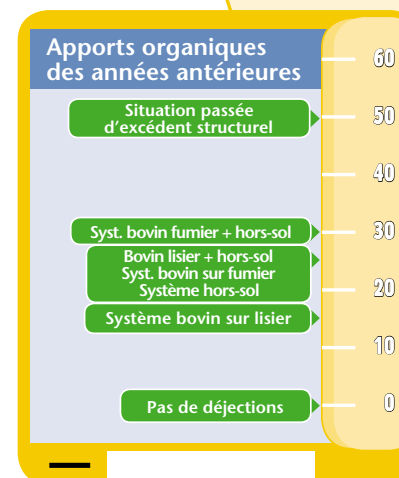 Apports organiques
des années antérieures
60
Situation passée
d'excédent structurel
50
40
Syst. bovin fumier + hors-sol
30
Bovin lisier + hors-sol
Syst. bovin sur fumier
Système hors-sol
20
Système bovin sur lisier
10
Pas de déjections
0